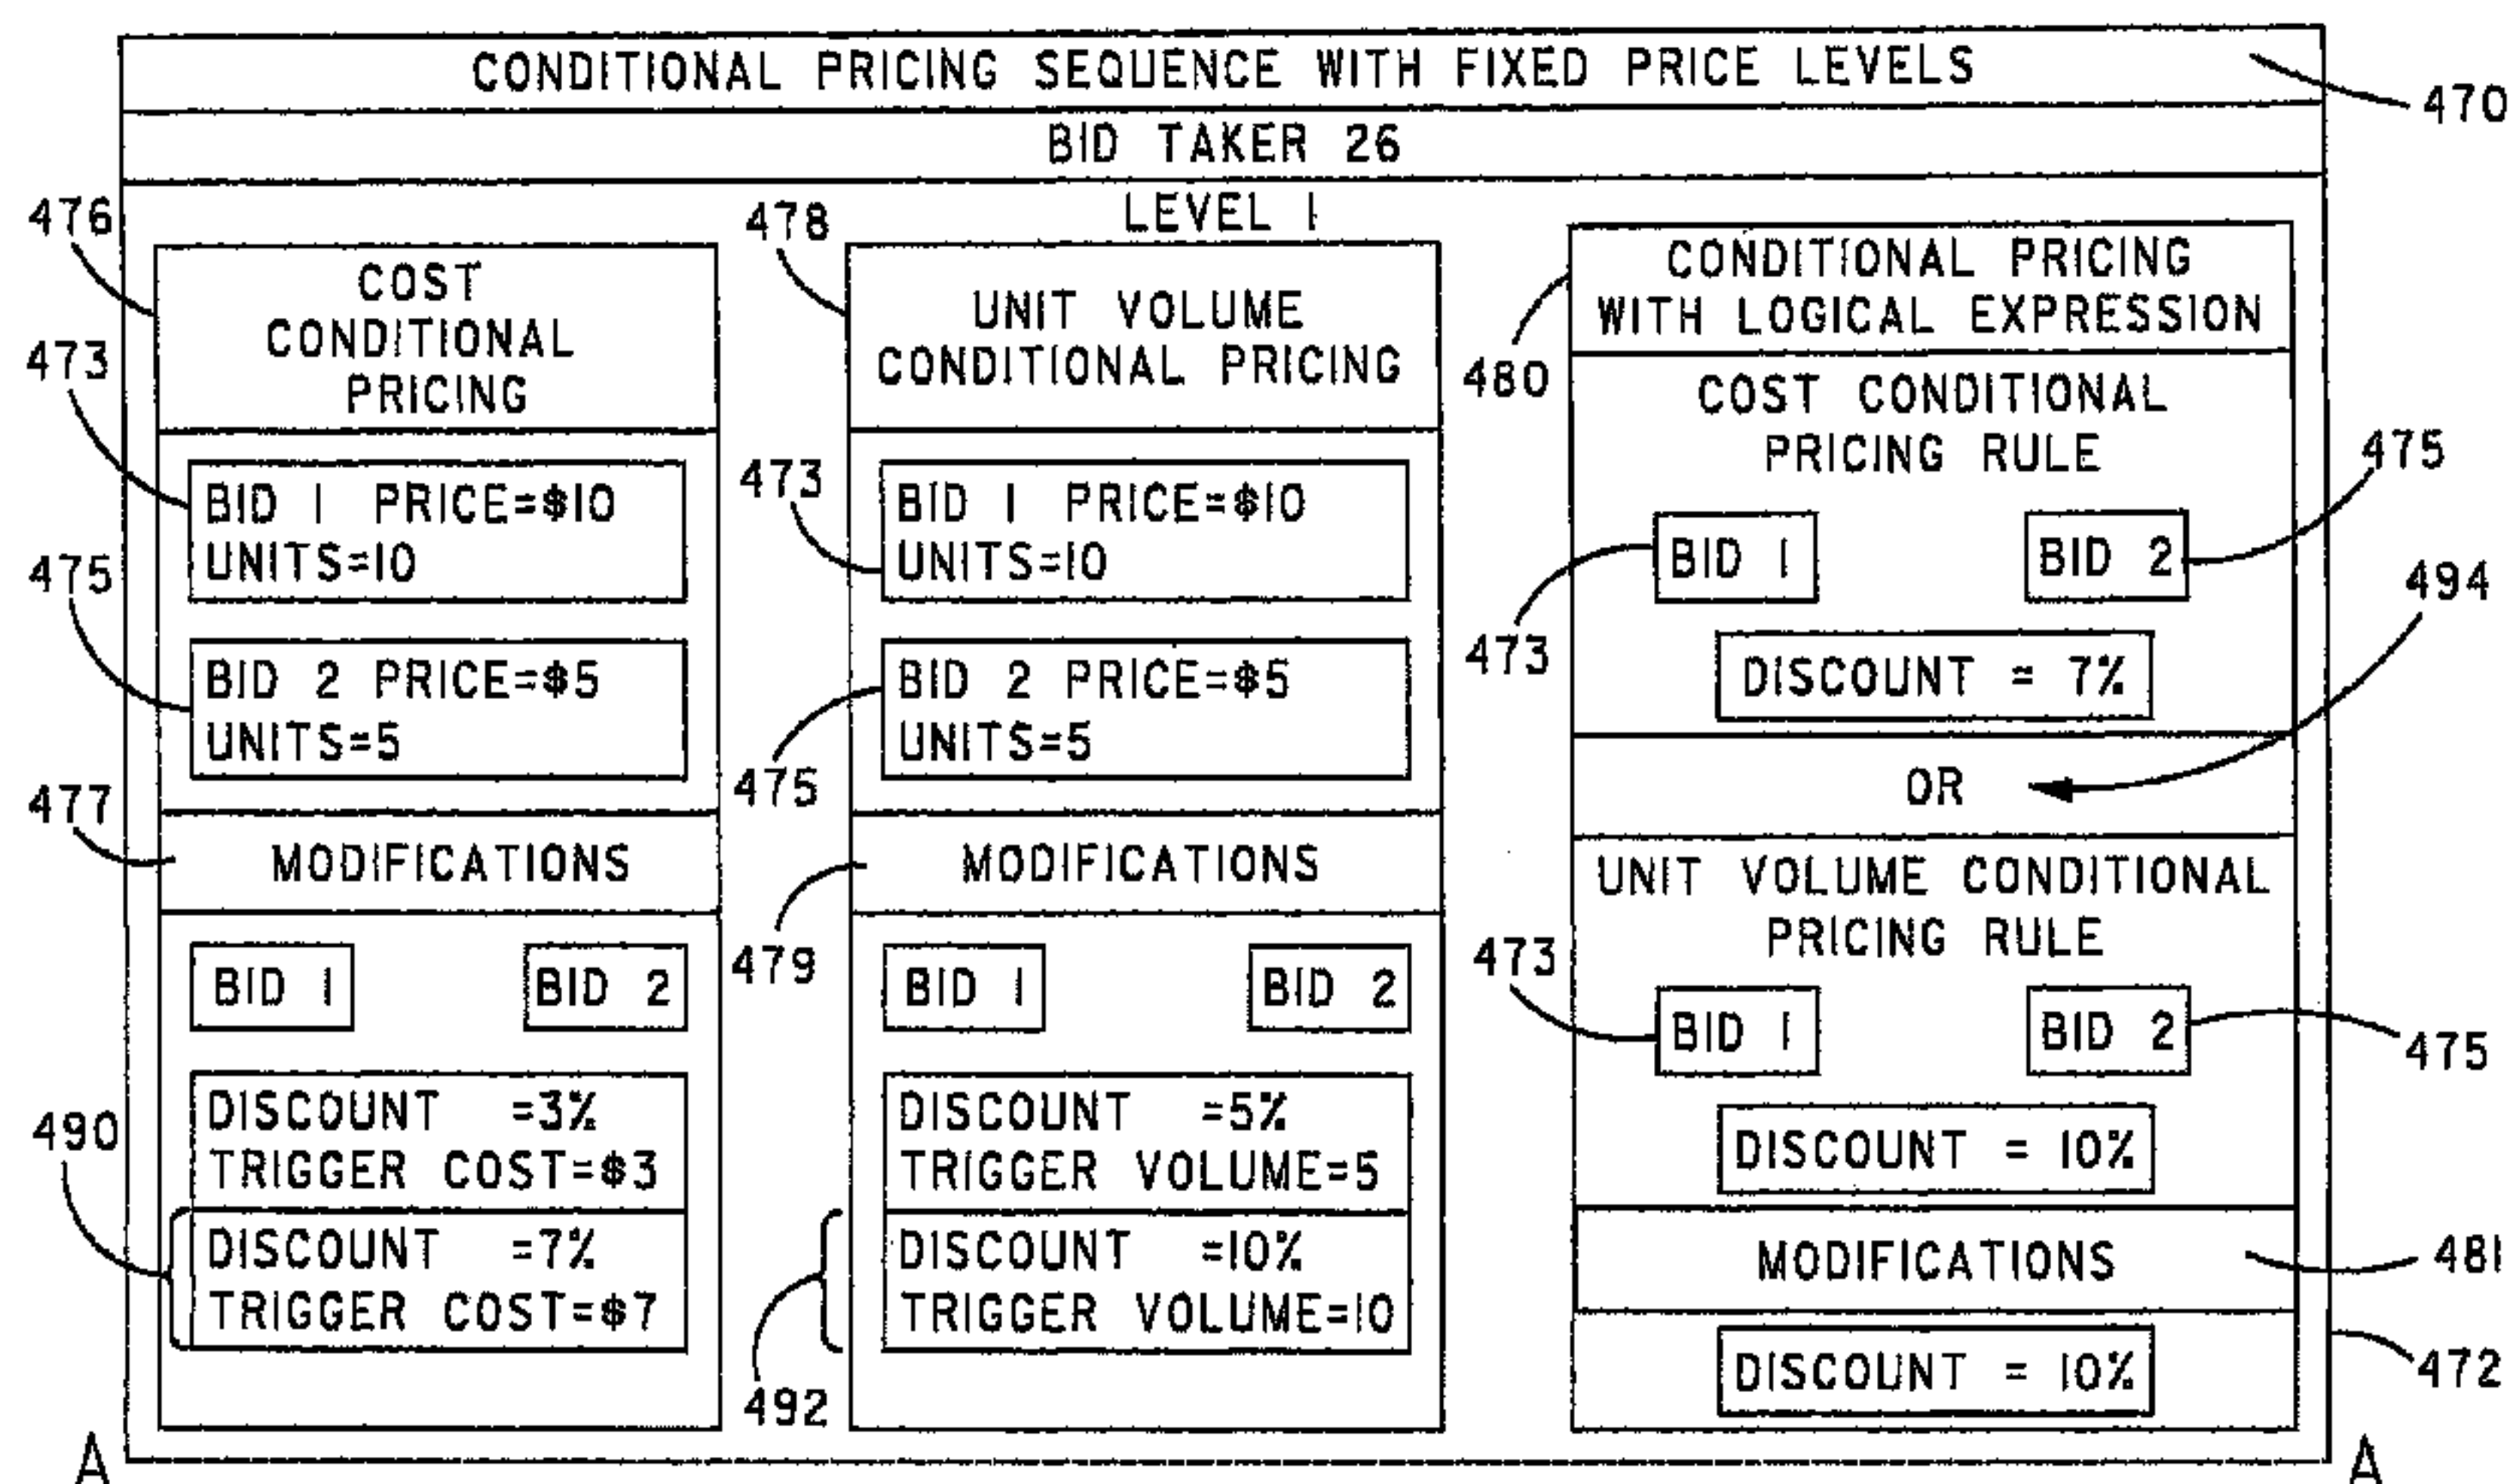 CONDITIONAL PRICING SEQUENCE WITH FIXED PRICE LEVELS
470
BID TAKER 26
LEVEL 1
476
COST
CONDITIONAL
PRICING
473
BID 1 PRICE=$10
UNITS=10
475
BID 2 PRICE=$5
UNITS=5
477
MODIFICATIONS
BID 1
BID 2
DISCOUNT =3%
TRIGGER COST=$3
490
DISCOUNT =7%
TRIGGER COST=$7
478
UNIT VOLUME
CONDITIONAL PRICING
473
BID 1 PRICE=$10
UNITS=10
BID 2 PRICE=$5
UNITS=5
475
MODIFICATIONS
479
BID 1
BID 2
DISCOUNT =5%
TRIGGER VOLUME=5
DISCOUNT =10%
TRIGGER VOLUME=10
492
CONDITIONAL PRICING
WITH LOGICAL EXPRESSION
480
COST CONDITIONAL
PRICING RULE
475
BID 1
BID 2
494
473
DISCOUNT = 7%
OR
UNIT VOLUME CONDITIONAL
PRICING RULE
473
BID 1
BID 2
475
DISCOUNT = 10%
MODIFICATIONS
481
DISCOUNT = 10%
472
A
A